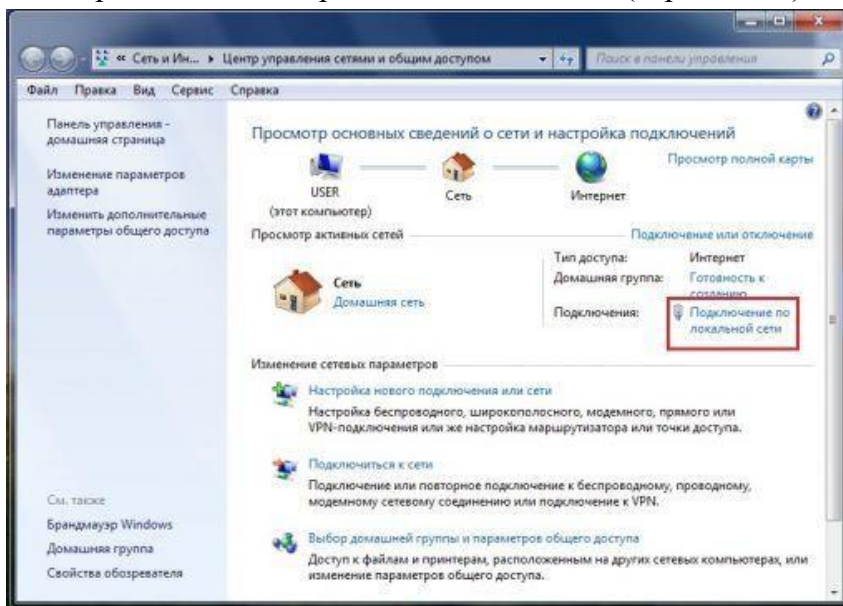 « Сеть и Ин... ▸ Центр управления сетями и общим доступом
Поиск в панели управления
Файл Правка Вид Сервис Справка
Панель управления -
домашняя страница
Изменение параметров
адаптера
Изменить дополнительные
параметры общего доступа
См. также
Брандмауэр Windows
Домашняя группа
Свойства обозревателя
Просмотр основных сведений о сети и настройка подключений
Просмотр полной карты
USER
(этот компьютер)
Сеть
Интернет
Просмотр активных сетей
Подключение или отключение
Сеть
Домашняя сеть
Тип доступа: Интернет
Домашняя группа: Готовность к
созданию
Подключения: Подключение по
локальной сети
Изменение сетевых параметров
Настройка нового подключения или сети
Настройка беспроводного, широкополосного, модемного, прямого или
VPN-подключения или же настройка маршрутизатора или точки доступа.
Подключиться к сети
Подключение или повторное подключение к беспроводному, проводному,
модемному сетевому соединению или подключение к VPN.
Выбор домашней группы и параметров общего доступа
Доступ к файлам и принтерам, расположенным на других сетевых компьютерах, или
изменение параметров общего доступа.